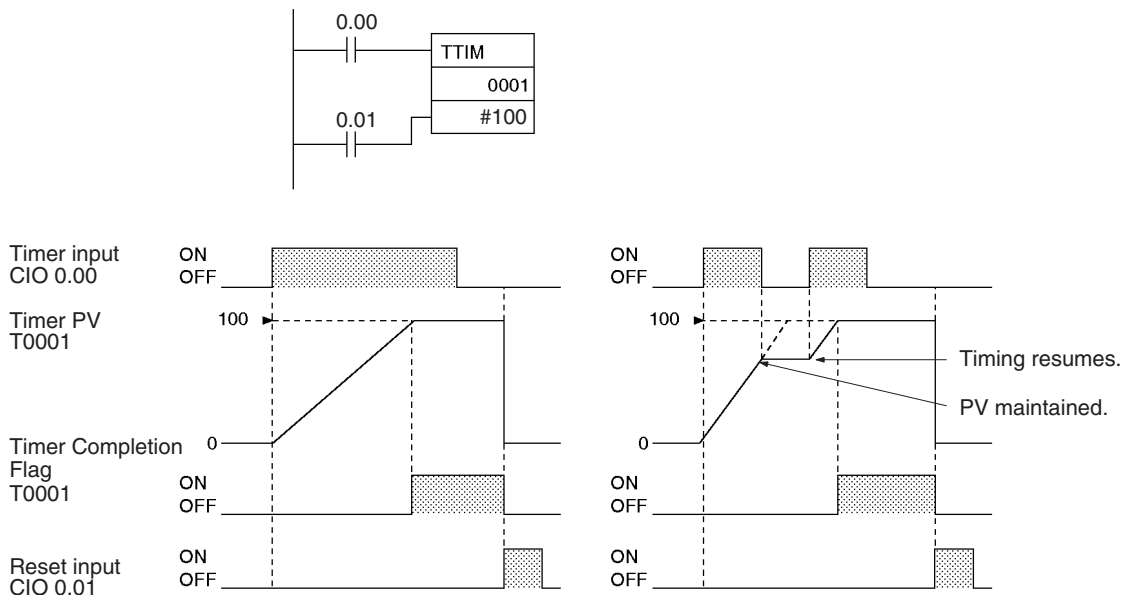 0.00
TTIM
0001
0.01
#100
Timer input
CIO 0.00
ON
OFF
ON
OFF
Timer PV
T0001
100
100
Timing resumes.
PV maintained.
0
0
Timer Completion
Flag
T0001
ON
OFF
ON
OFF
Reset input
CIO 0.01
ON
OFF
ON
OFF